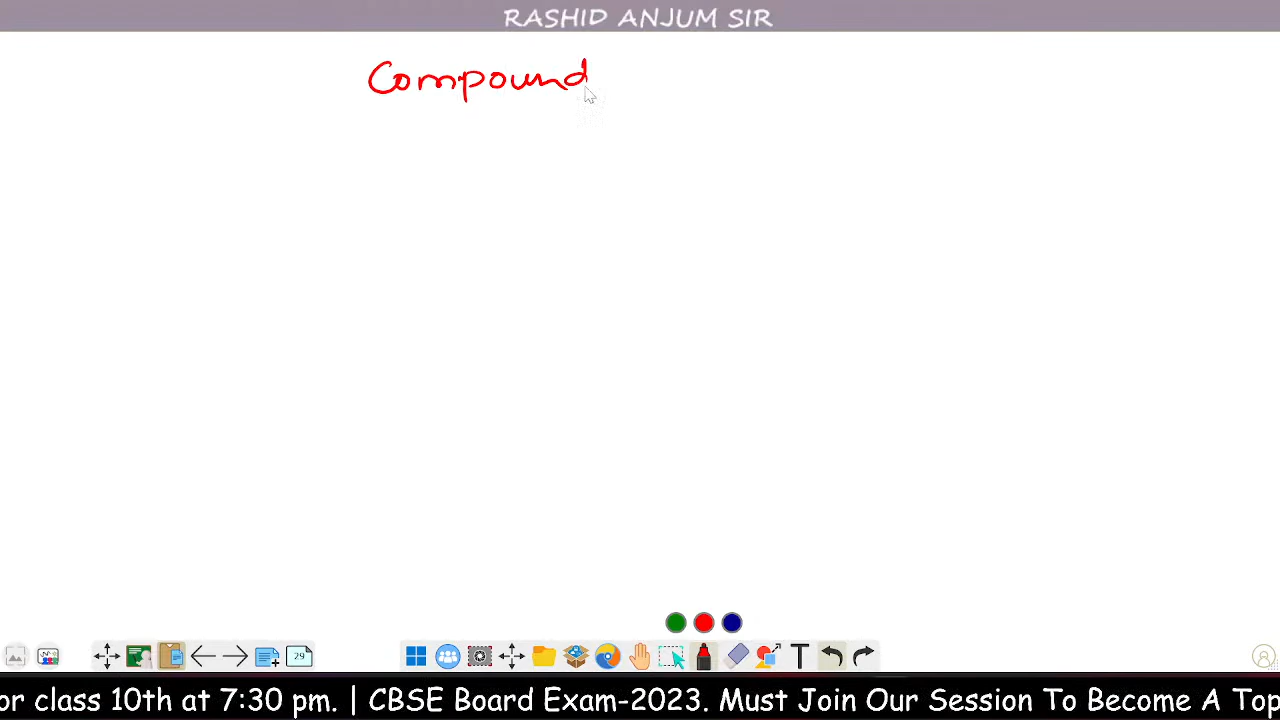 RASHID ANJUM SIR
Compound
29
or class 10th at 7:30 pm. | CBSE Board Exam-2023. Must Join Our Session To Become A Top